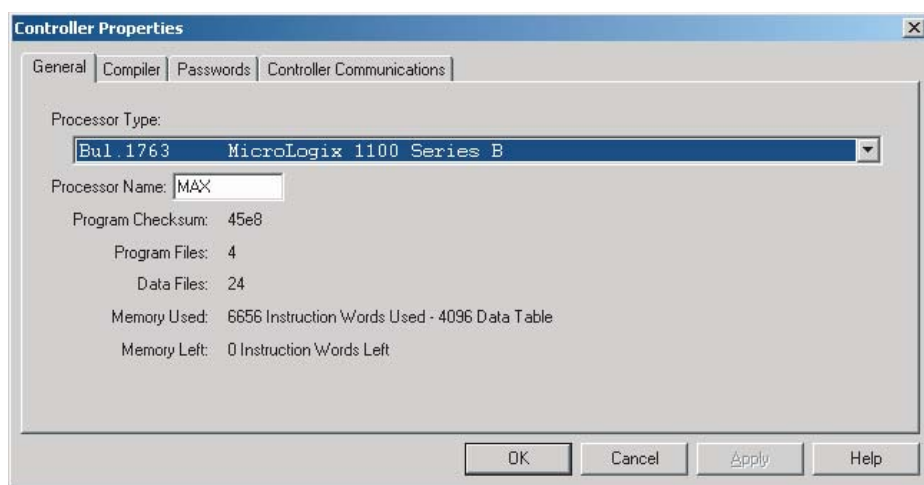 Controller Properties
General Compiler Passwords Controller Communications
Processor Type:
Bul.1763 MicroLogix 1100 Series B
Processor Name: MAX
Program Checksum: 45e8
Program Files: 4
Data Files: 24
Memory Used: 6656 Instruction Words Used - 4096 Data Table
Memory Left: 0 Instruction Words Left
OK Cancel Apply Help